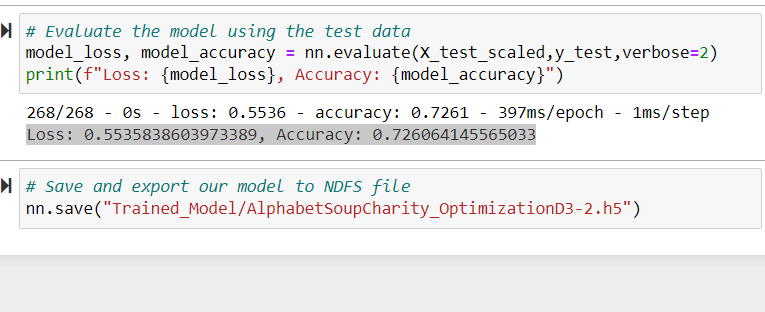 # Evaluate the model using the test data
model_loss, model_accuracy = nn.evaluate(X_test_scaled,y_test,verbose=2)
print(f"Loss: {model_loss}, Accuracy: {model_accuracy}")
268/268 - 0s - loss: 0.5536 - accuracy: 0.7261 - 397ms/epoch - 1ms/step
Loss: 0.5535838603973389, Accuracy: 0.726064145565033
# Save and export our model to NDFS file
nn.save("Trained_Model/AlphabetSoupCharity_OptimizationD3-2.h5")